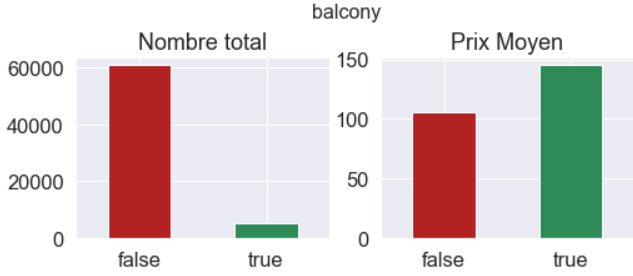 balcony
Nombre total
60000
40000
20000
0
false
true
Prix Moyen
150
100
50
0
false
true